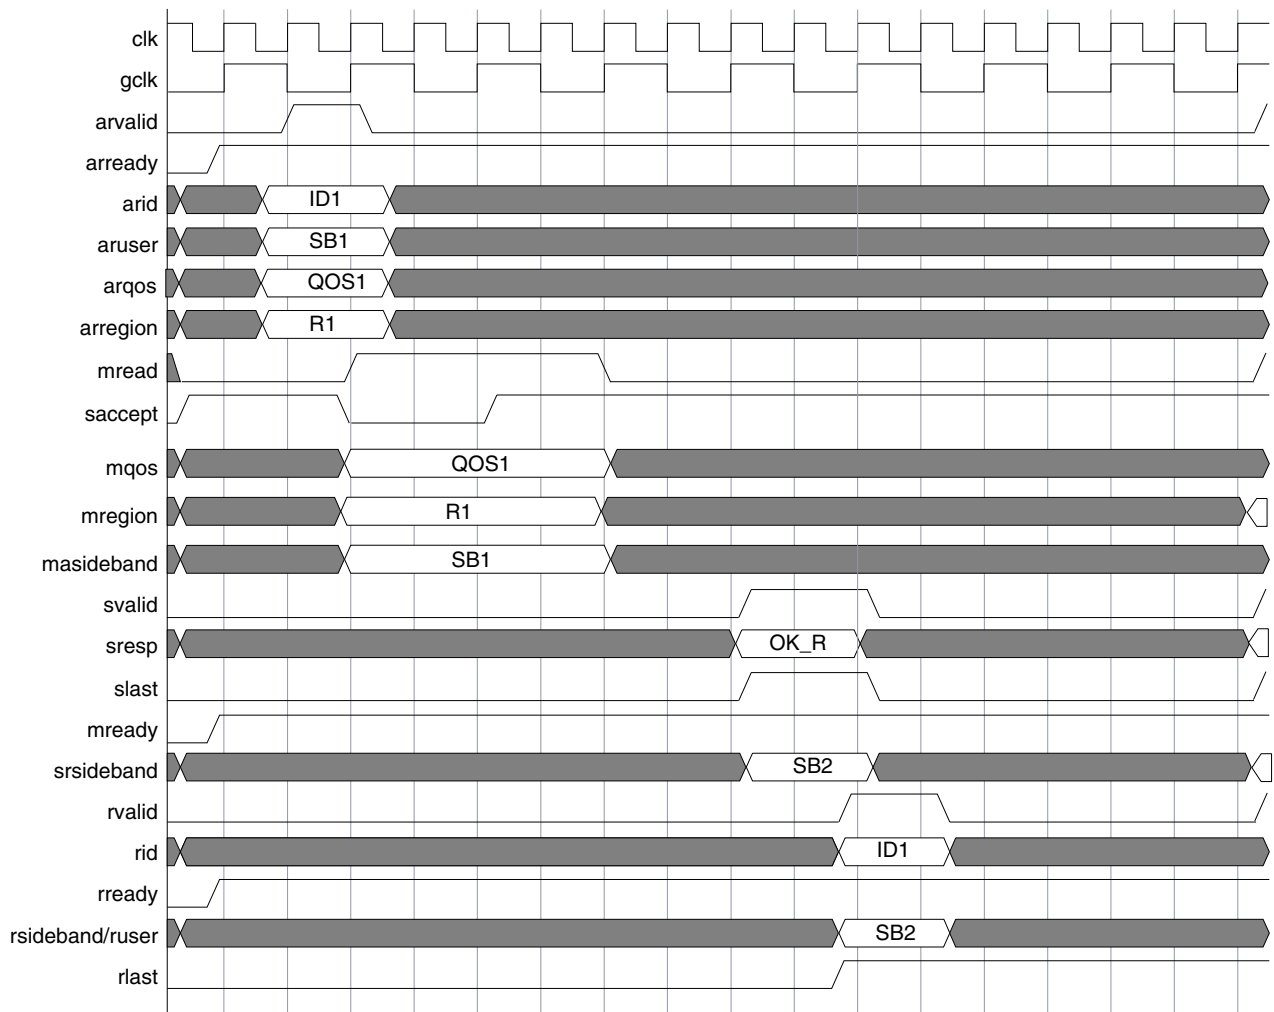 clk
gclk
arvalid
arready
arid ID1
aruser SB1
arqos QOS1
arregion R1
mread
saccept
mqos QOS1
mregion R1
masideband SB1
svalid
sresp OK_R
slast
mready
srsideband SB2
rvalid
rid ID1
rready
rsideband/ruser SB2
rlast